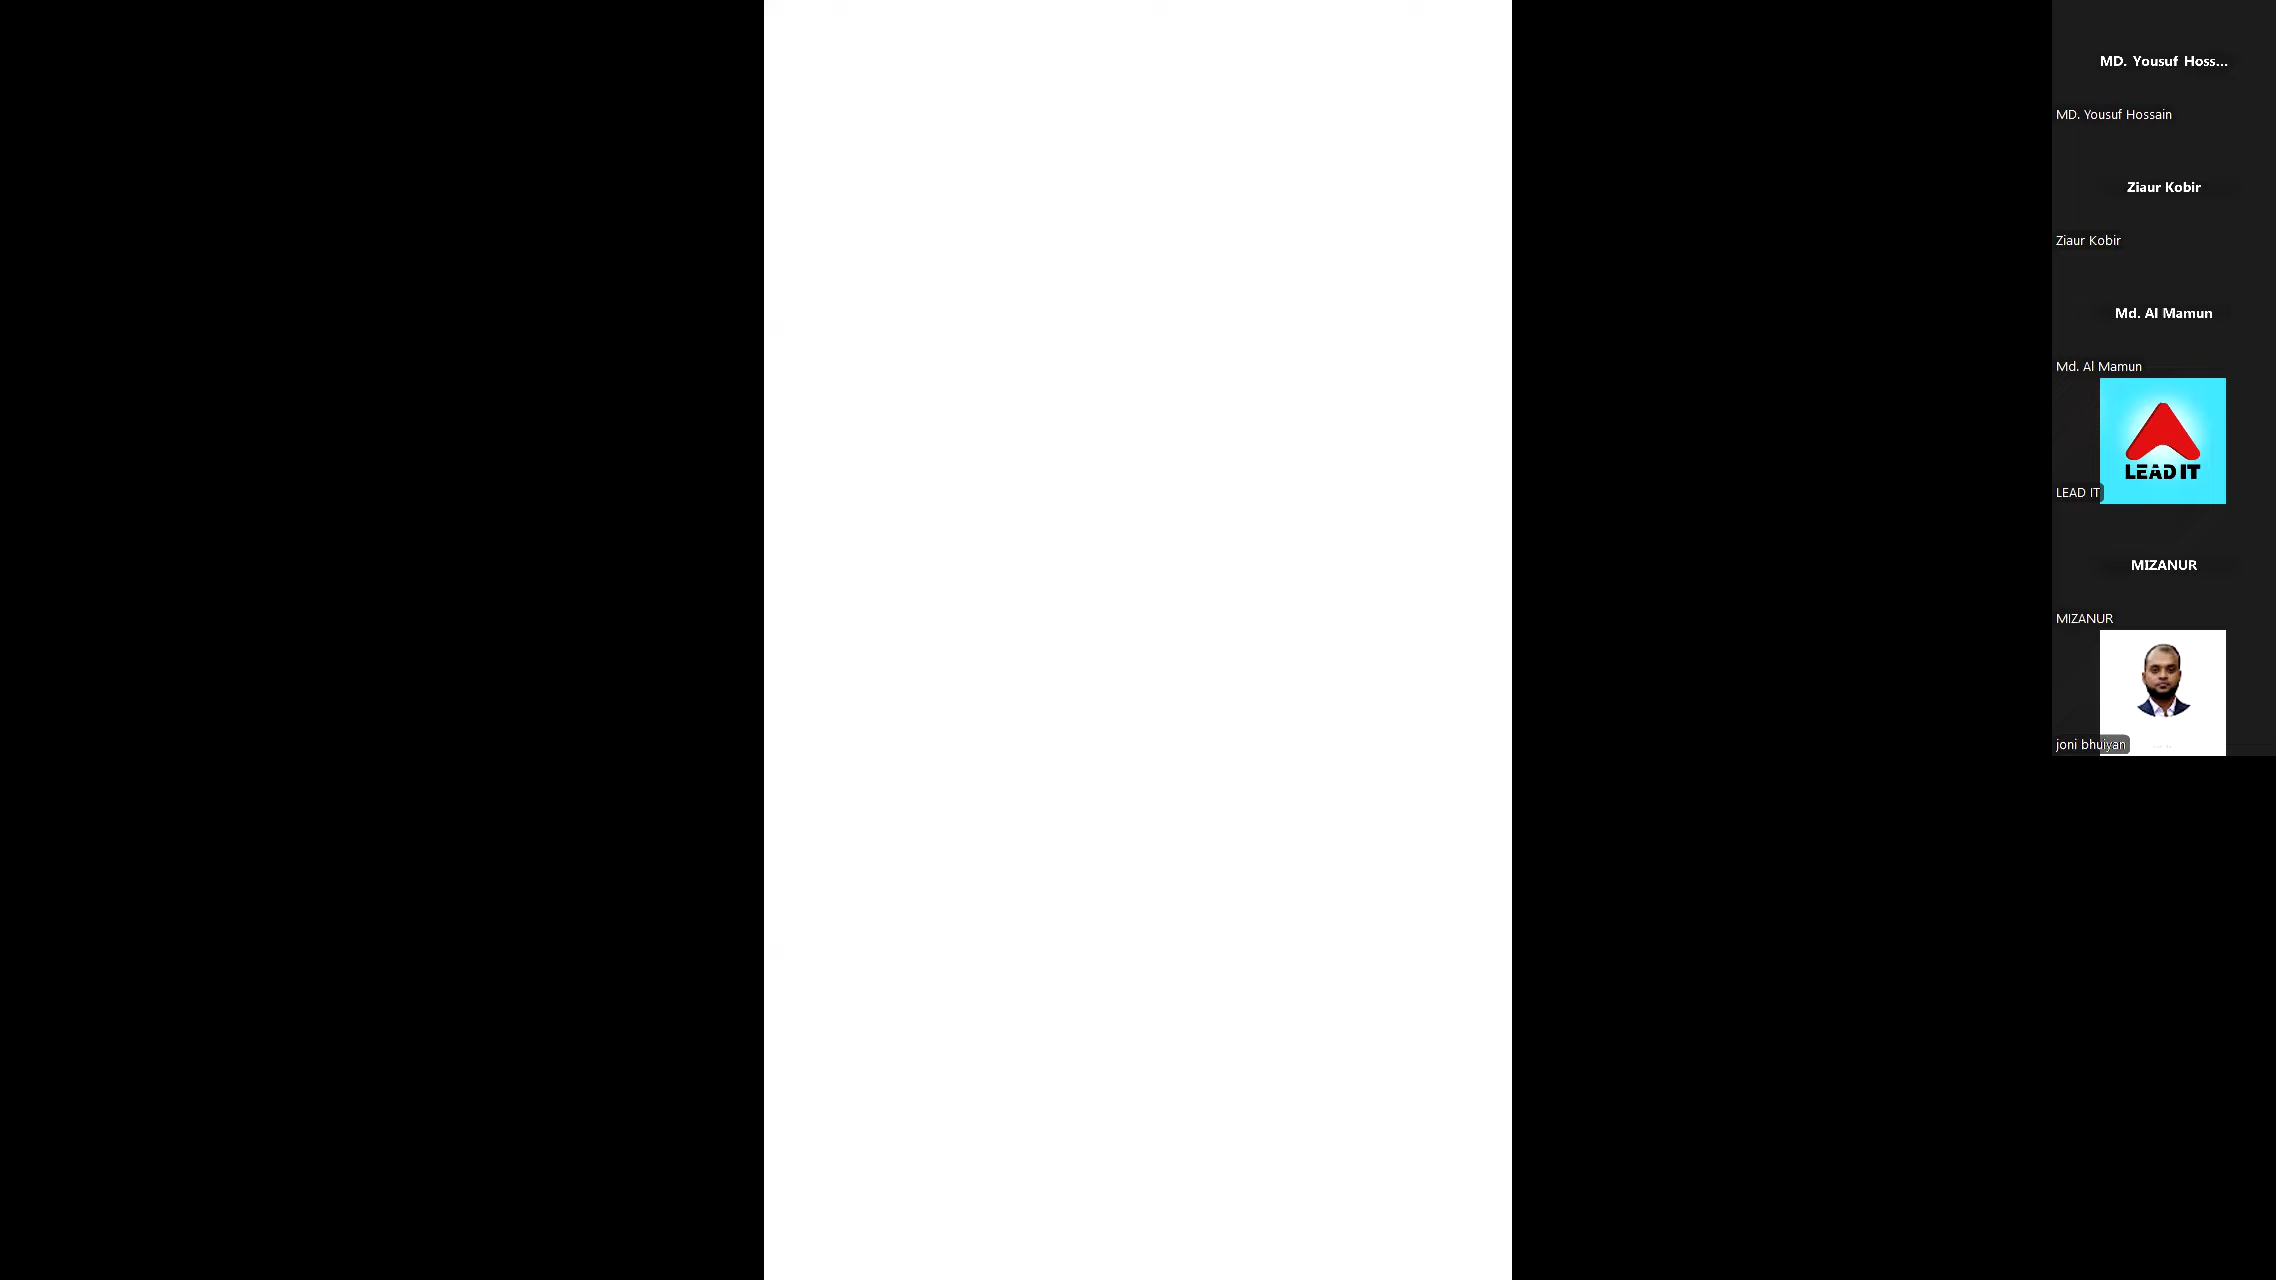 MD. Yousuf Hoss...
MD. Yousuf Hossain
Ziaur Kobir
Ziaur Kobir
Md. Al Mamun
Md. Al Mamun
LEAD IT
LEAD IT
MIZANUR
MIZANUR
joni bhuiyan